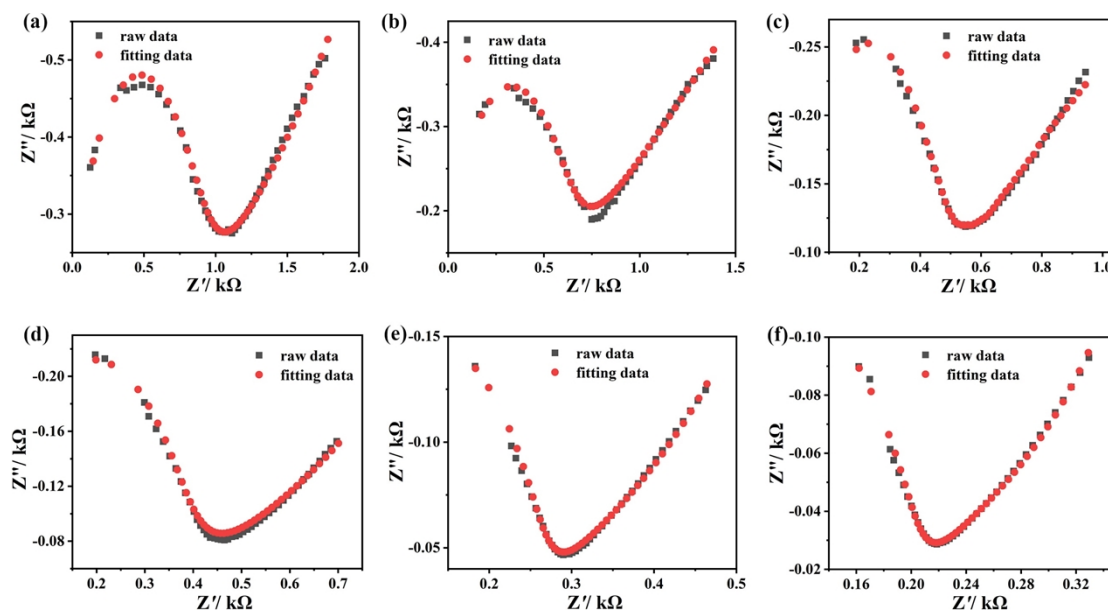 (a)
raw data
fitting data
-0.5
-0.4
-0.3
Z''/ kΩ
0.0 0.5 1.0 1.5 2.0
Z'/ kΩ
(b)
raw data
fitting data
-0.4
-0.3
-0.2
Z''/ kΩ
0.0 0.5 1.0 1.5
Z'/ kΩ
(c)
raw data
fitting data
-0.25
-0.20
-0.15
-0.10
Z''/ kΩ
0.0 0.2 0.4 0.6 0.8 1.0
Z'/ kΩ
(d)
raw data
fitting data
-0.20
-0.16
-0.12
-0.08
Z''/ kΩ
0.2 0.3 0.4 0.5 0.6 0.7
Z'/ kΩ
(e)
raw data
fitting data
-0.15
-0.10
-0.05
Z''/ kΩ
0.2 0.3 0.4 0.5
Z'/ kΩ
(f)
raw data
fitting data
-0.10
-0.08
-0.06
-0.04
-0.02
Z''/ kΩ
0.16 0.20 0.24 0.28 0.32
Z'/ kΩ